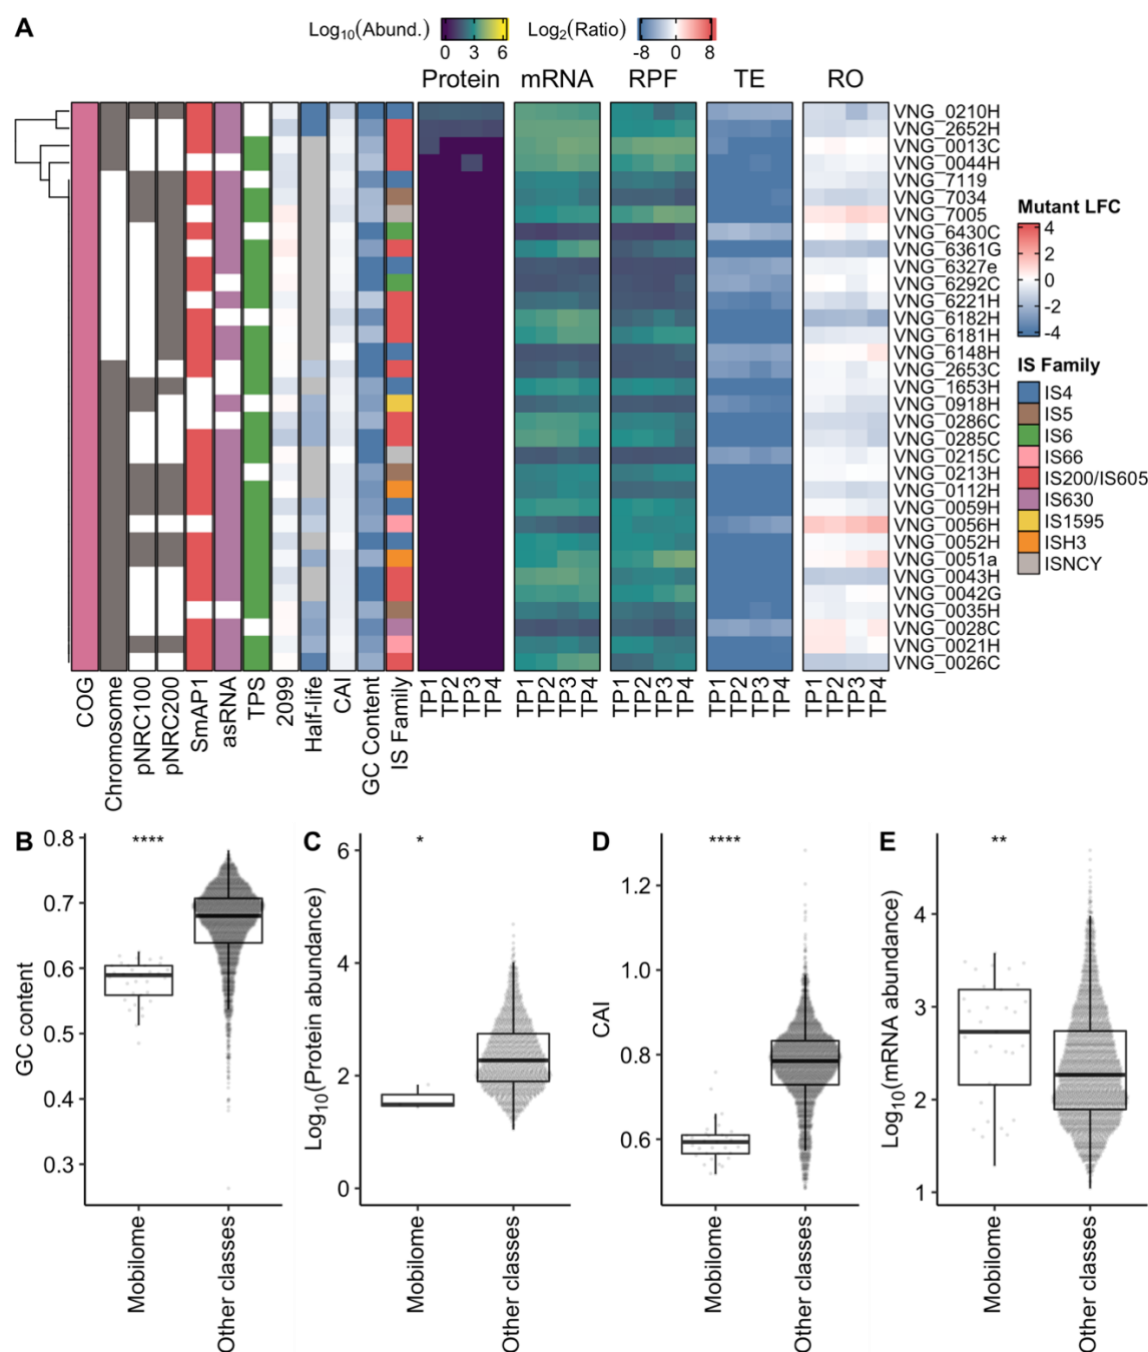 A
Log10(Abund.)
0 3 6
Log2(Ratio)
-8 0 8
Protein mRNA RPF TE RO
VNG_0210H
VNG_2652H
VNG_0013C
VNG_0044H
VNG_7119
VNG_7034
VNG_7005
VNG_6430C
VNG_6361G
VNG_6327e
VNG_6292C
VNG_6221H
VNG_6182H
VNG_6181H
VNG_6148H
VNG_2653C
VNG_1653H
VNG_0918H
VNG_0286C
VNG_0285C
VNG_0215C
VNG_0213H
VNG_0112H
VNG_0059H
VNG_0056H
VNG_0052H
VNG_0051a
VNG_0043H
VNG_0042G
VNG_0035H
VNG_0028C
VNG_0021H
VNG_0026C
Mutant LFC
4
2
0
-2
-4
IS Family
IS4
IS5
IS6
IS66
IS200/IS605
IS630
IS1595
ISH3
ISNCY
COG
Chromosome
pNRC100
pNRC200
SmAP1
asRNA
TPS
2099
Half-life
CAI
GC Content
IS Family
TP1 TP2 TP3 TP4
TP1 TP2 TP3 TP4
TP1 TP2 TP3 TP4
TP1 TP2 TP3 TP4
TP1 TP2 TP3 TP4
B
GC content
0.8
0.7
0.6
0.5
0.4
0.3
****
Mobilome
Other classes
C
Log10(Protein abundance)
6
4
2
0
*
Mobilome
Other classes
D
CAI
1.2
1.0
0.8
0.6
****
Mobilome
Other classes
E
Log10(mRNA abundance)
4
3
2
1
**
Mobilome
Other classes